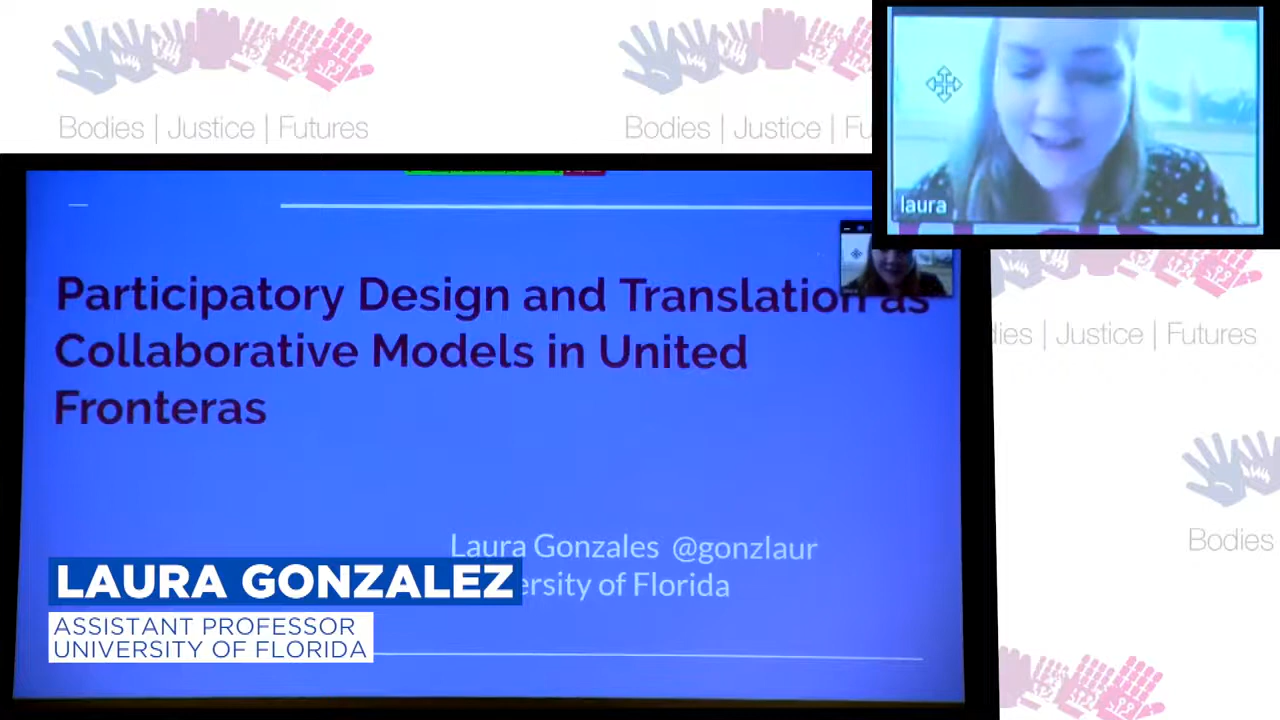 Bodies | Justice | Futures
Bodies | Justice | Fu
laura
Participatory Design and Translation as
Collaborative Models in United
Fronteras
dies | Justice | Futures
Bodies
Laura Gonzales @gonzlaur
ersity of Florida
LAURA GONZALEZ
ASSISTANT PROFESSOR
UNIVERSITY OF FLORIDA